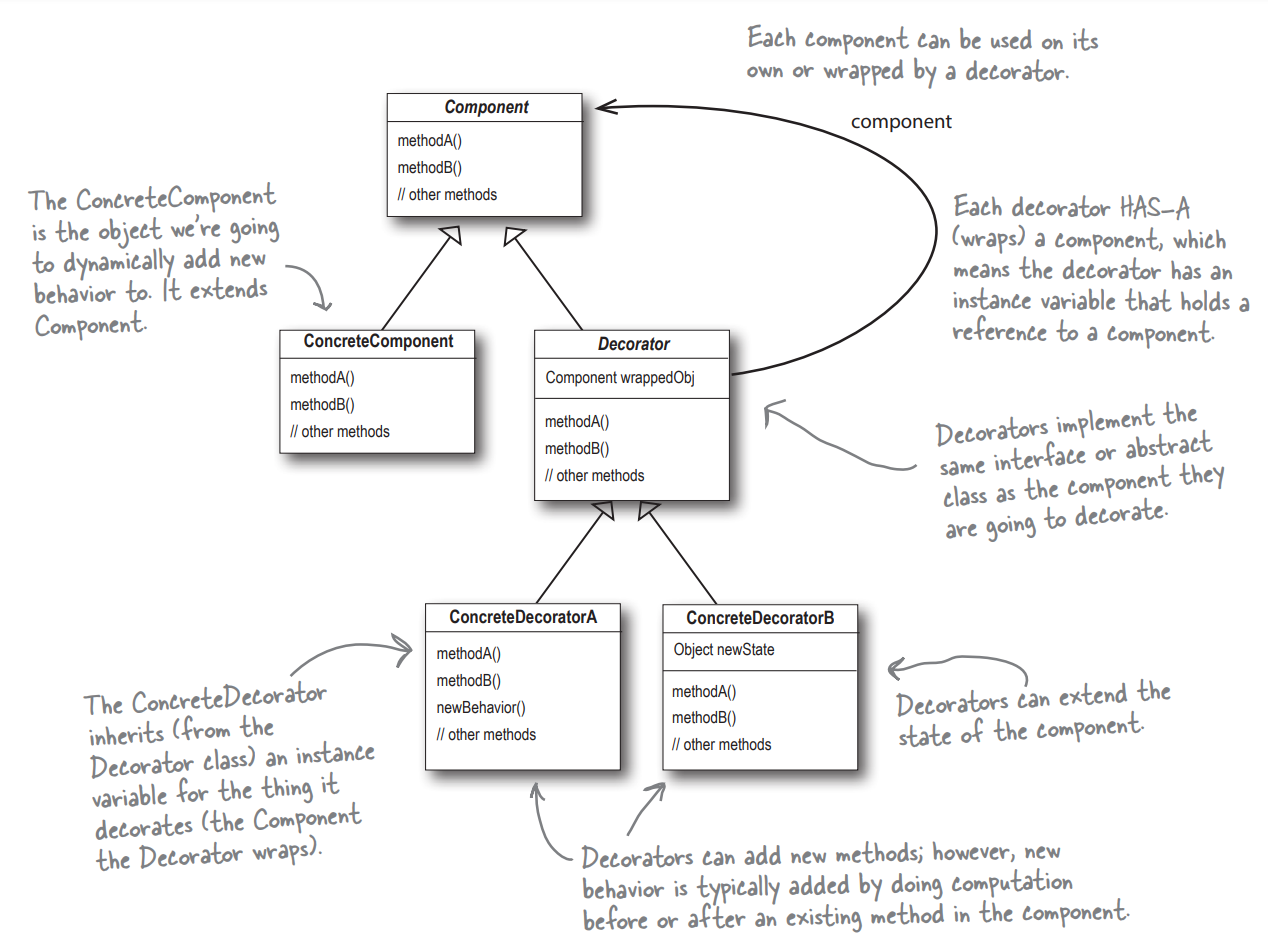 Each component can be used on its
own or wrapped by a decorator.
Component
methodA()
methodB()
// other methods
component
The ConcreteComponent
is the object we're going
to dynamically add new
behavior to. It extends
Component.
Each decorator HAS-A
(wraps) a component, which
means the decorator has an
instance variable that holds a
reference to a component.
ConcreteComponent
methodA()
methodB()
// other methods
Decorator
Component wrappedObj
methodA()
methodB()
// other methods
Decorators implement the
same interface or abstract
class as the component they
are going to decorate.
ConcreteDecoratorA
methodA()
methodB()
newBehavior()
// other methods
ConcreteDecoratorB
Object newState
methodA()
methodB()
// other methods
The ConcreteDecorator
inherits (from the
Decorator class) an instance
variable for the thing it
decorates (the Component
the Decorator wraps).
Decorators can extend the
state of the component.
Decorators can add new methods; however, new
behavior is typically added by doing computation
before or after an existing method in the component.